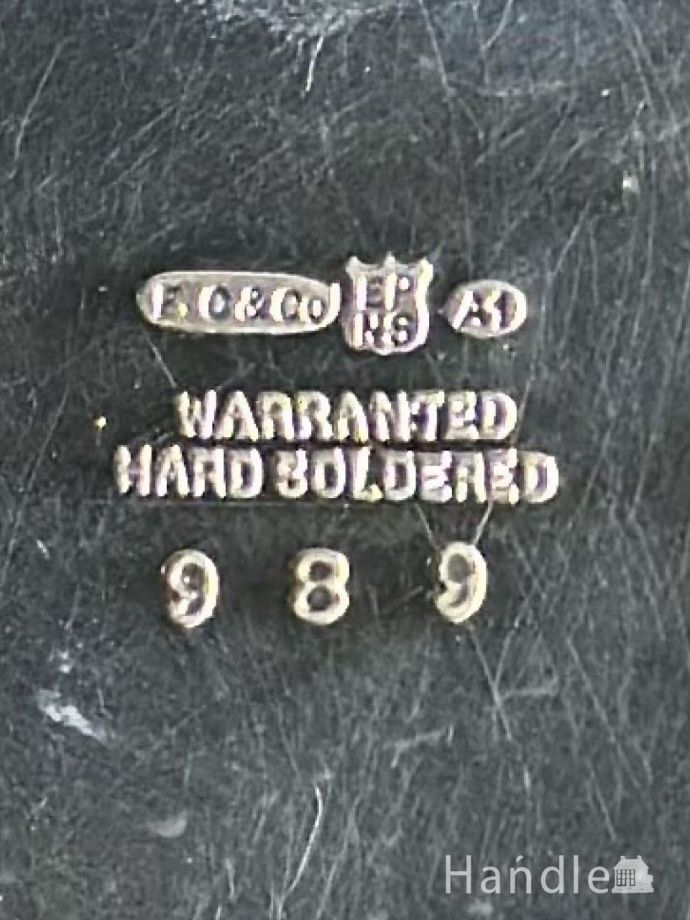 F. C & Co EP NS A1
WARRANTED
HARD SOLDERED
9 8 9
Handle